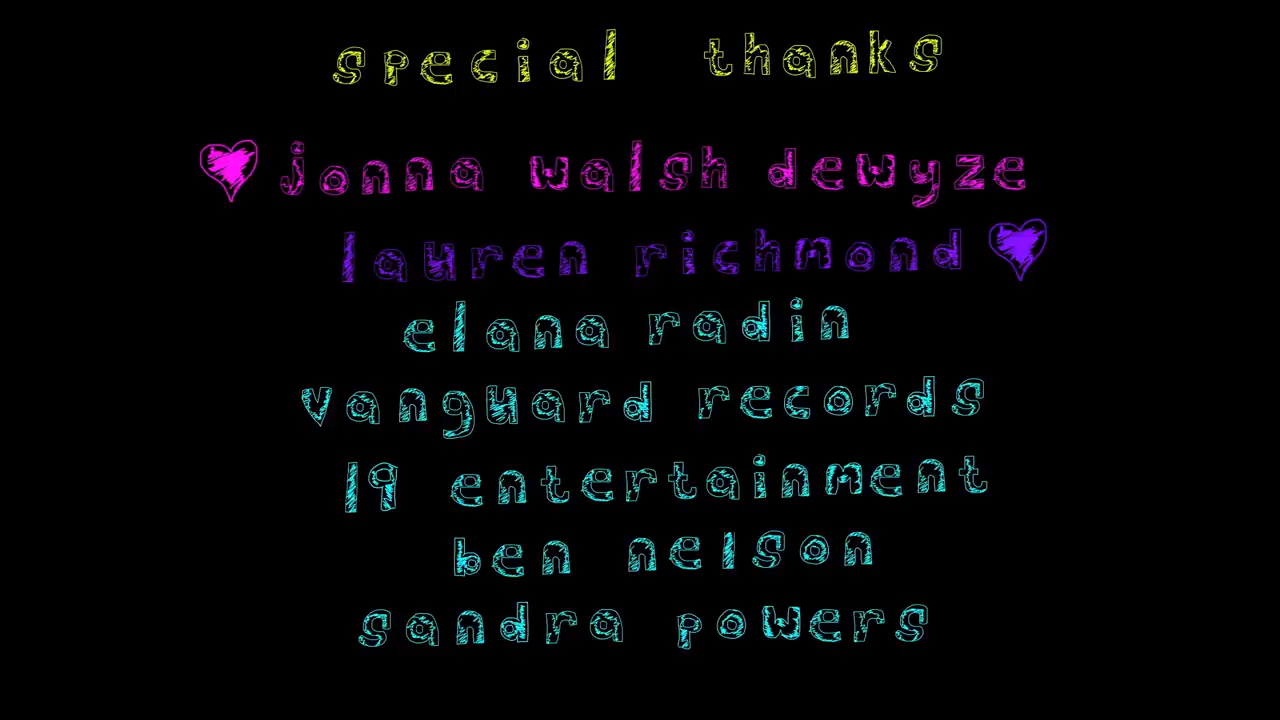 special thanks
jonna walsh dewyze
lauren richmond
elana radin
vanguard records
19 entertainment
ben nelson
sandra powers